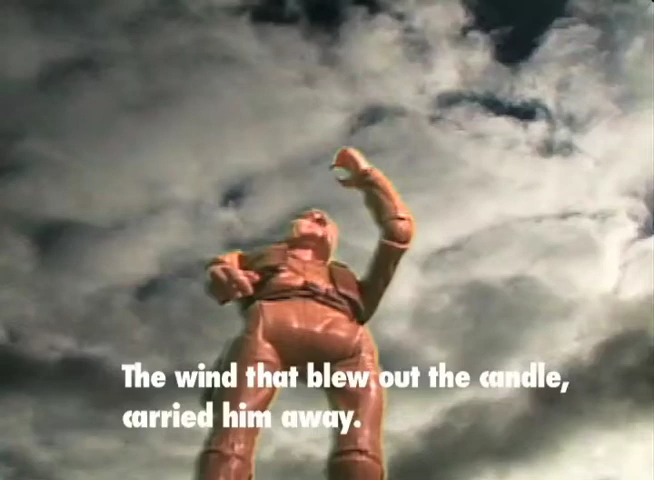 The wind that blew out the candle,
carried him away.